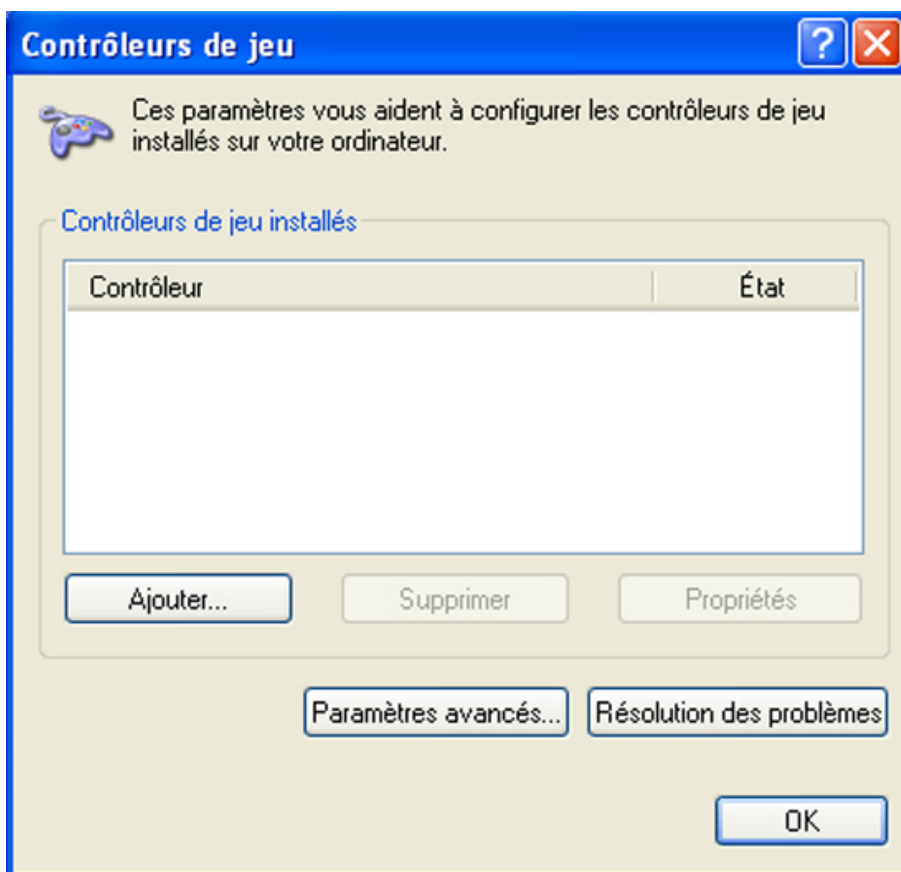 Contrôleurs de jeu
Ces paramètres vous aident à configurer les contrôleurs de jeu
installés sur votre ordinateur.
Contrôleurs de jeu installés
Contrôleur État
Ajouter... Supprimer Propriétés
Paramètres avancés... Résolution des problèmes
OK